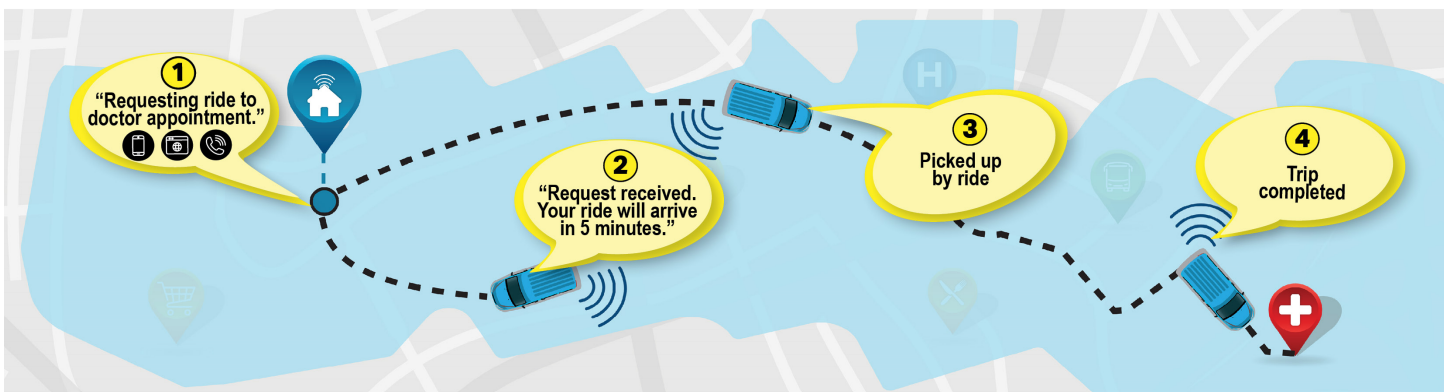 1
“Requesting ride to
doctor appointment.”
2
“Request received.
Your ride will arrive
in 5 minutes.”
3
Picked up
by ride
4
Trip
completed
H